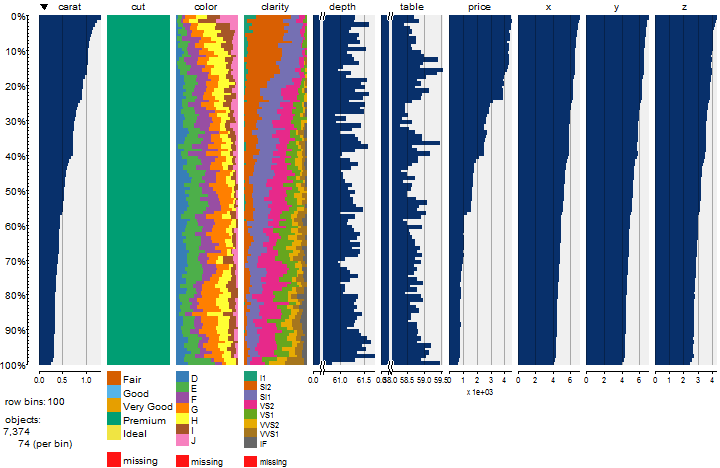 carat cut color clarity depth table price x y z
0%
10%
20%
30%
40%
50%
60%
70%
80%
90%
100%
0.0 0.5 1.0 0.0 61.0 61.5 58.0 58.5 59.0 59.5 0 1 2 3 4 0 2 4 6 0 2 4 6 0 1 2 3 4
x 1e+03
row bins: 100
objects:
7,374
74 (per bin)
Fair
Good
Very Good
Premium
Ideal
missing
D
E
F
G
H
I
J
missing
I1
SI2
SI1
VS2
VS1
VVS2
VVS1
IF
missing